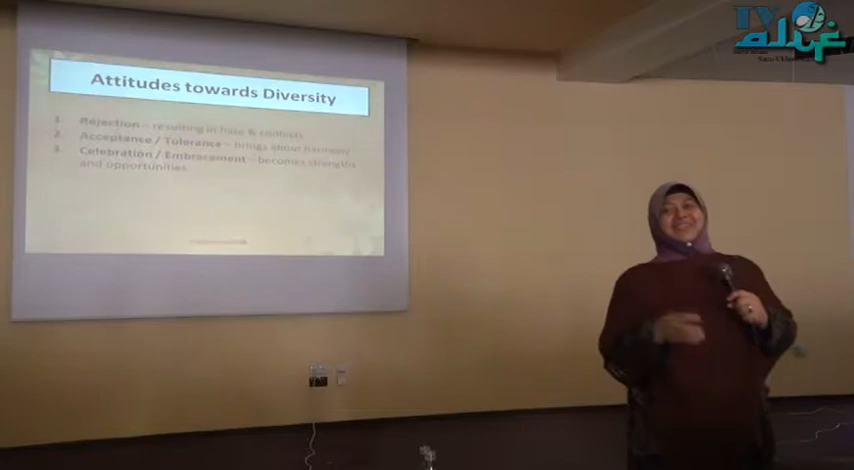 Attitudes towards Diversity
1. Rejection – resulting in hate & conflicts
2. Acceptance / Tolerance – brings about harmony
3. Celebration / Embracement – becomes strengths
and opportunities
TV